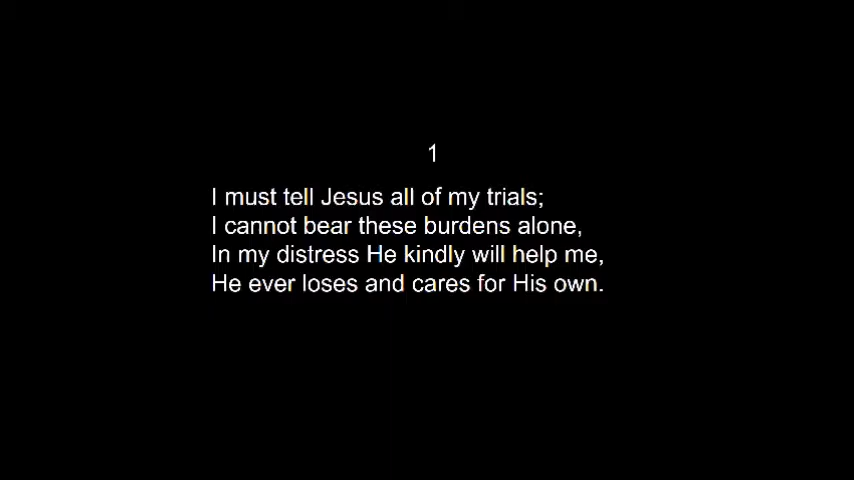 1
I must tell Jesus all of my trials;
I cannot bear these burdens alone,
In my distress He kindly will help me,
He ever loses and cares for His own.